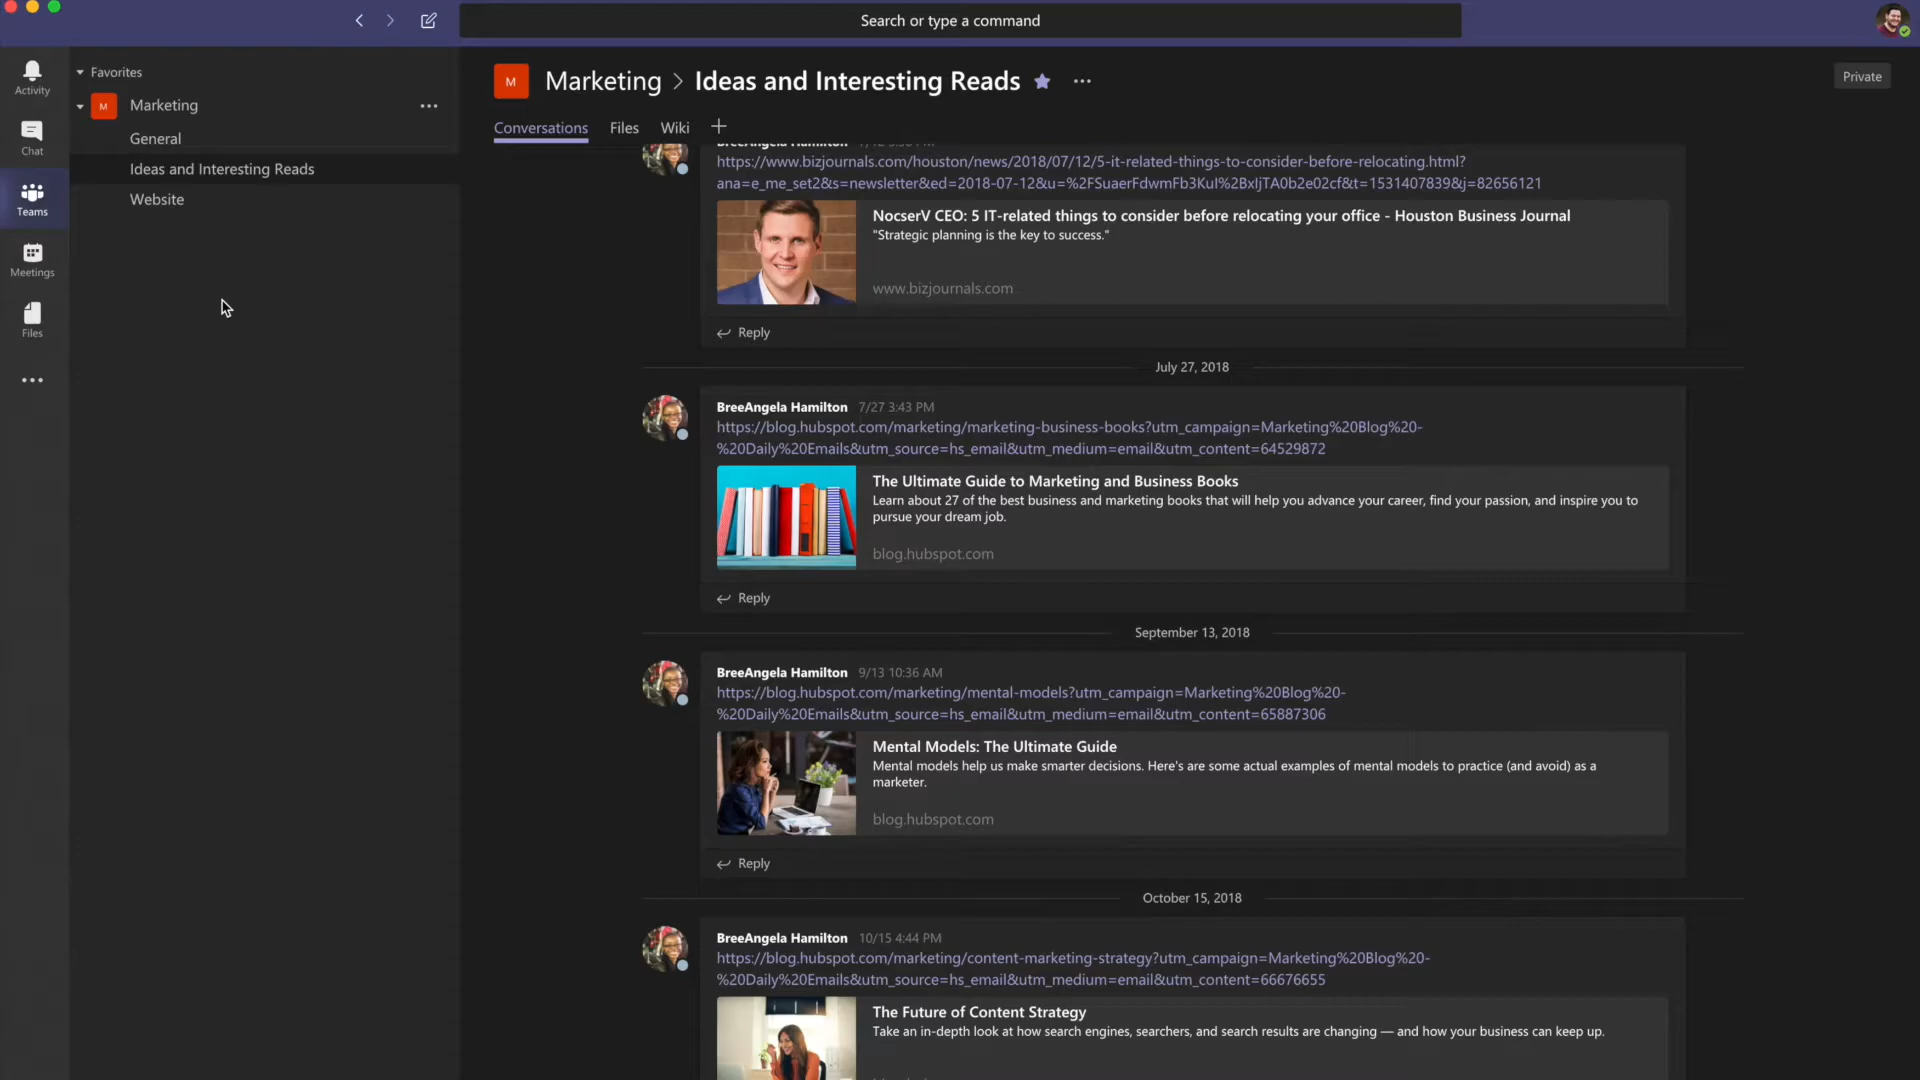 Search or type a command
Activity
Chat
Teams
Meetings
Files
Favorites
M Marketing
General
Ideas and Interesting Reads
Website
M Marketing > Ideas and Interesting Reads
Private
Conversations Files Wiki
BreeAngela Hamilton
https://www.bizjournals.com/houston/news/2018/07/12/5-it-related-things-to-consider-before-relocating.html?
ana=e_me_set2&s=newsletter&ed=2018-07-12&u=%2FSuaerFdwmFb3KuI%2BxIjTA0b2e02cf&t=1531407839&j=82656121
NocserV CEO: 5 IT-related things to consider before relocating your office - Houston Business Journal
"Strategic planning is the key to success."
www.bizjournals.com
Reply
July 27, 2018
BreeAngela Hamilton 7/27 3:43 PM
https://blog.hubspot.com/marketing/marketing-business-books?utm_campaign=Marketing%20Blog%20-
%20Daily%20Emails&utm_source=hs_email&utm_medium=email&utm_content=64529872
The Ultimate Guide to Marketing and Business Books
Learn about 27 of the best business and marketing books that will help you advance your career, find your passion, and inspire you to
pursue your dream job.
blog.hubspot.com
Reply
September 13, 2018
BreeAngela Hamilton 9/13 10:36 AM
https://blog.hubspot.com/marketing/mental-models?utm_campaign=Marketing%20Blog%20-
%20Daily%20Emails&utm_source=hs_email&utm_medium=email&utm_content=65887306
Mental Models: The Ultimate Guide
Mental models help us make smarter decisions. Here's are some actual examples of mental models to practice (and avoid) as a
marketer.
blog.hubspot.com
Reply
October 15, 2018
BreeAngela Hamilton 10/15 4:44 PM
https://blog.hubspot.com/marketing/content-marketing-strategy?utm_campaign=Marketing%20Blog%20-
%20Daily%20Emails&utm_source=hs_email&utm_medium=email&utm_content=66676655
The Future of Content Strategy
Take an in-depth look at how search engines, searchers, and search results are changing — and how your business can keep up.